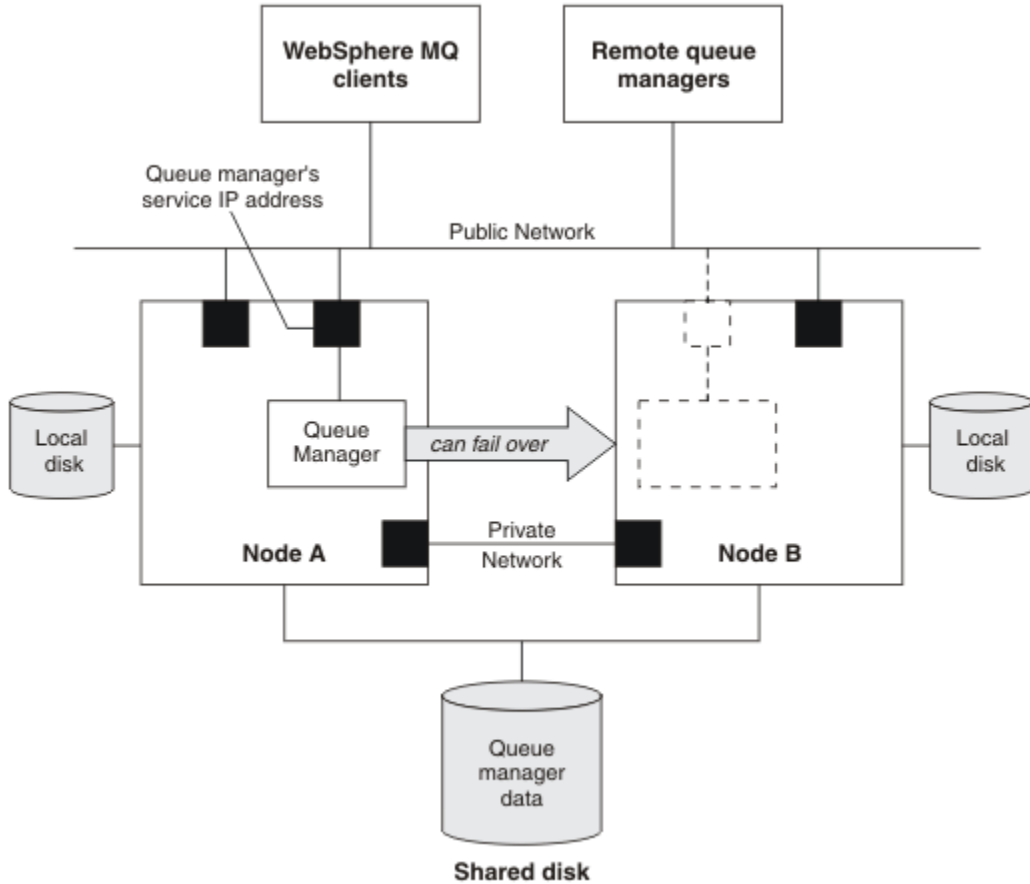 WebSphere MQ
clients
Remote queue
managers
Queue manager's
service IP address
Public Network
Local
disk
Queue
Manager
can fail over
Local
disk
Private
Network
Node A
Node B
Queue
manager
data
Shared disk